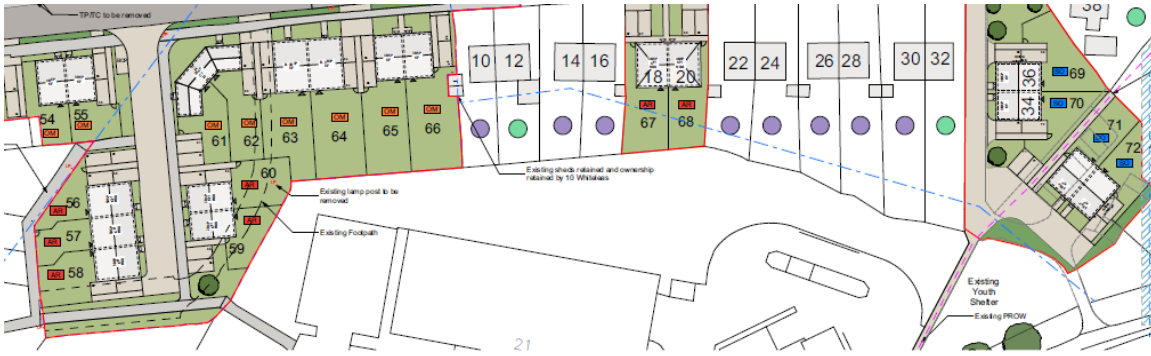 TP/TC to be removed
38
10
12
14
16
18
20
22
24
26
28
30
32
36
34
SO
69
SO
70
SO
71
SO
72
54
OM
55
OM
OM
61
OM
62
OM
63
OM
64
OM
65
OM
66
AR
67
AR
68
60
AR
AR
59
56
AR
57
AR
58
AR
Existing sheds retained and ownership
retained by 10 Whiteleas
Existing lamp post to be
removed
Existing Footpath
Existing
Youth
Shelter
Existing PROW
21